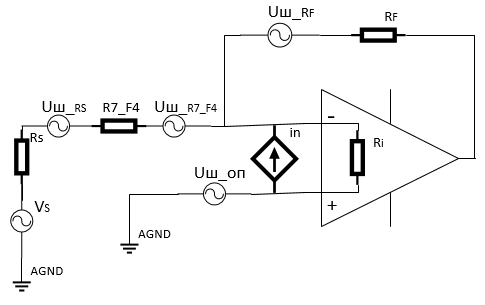 Uш_RF
RF
Uш_RS
R7_F4
Uш_R7_F4
Rs
in
-
Ri
Uш_оп
+
Vs
AGND
AGND